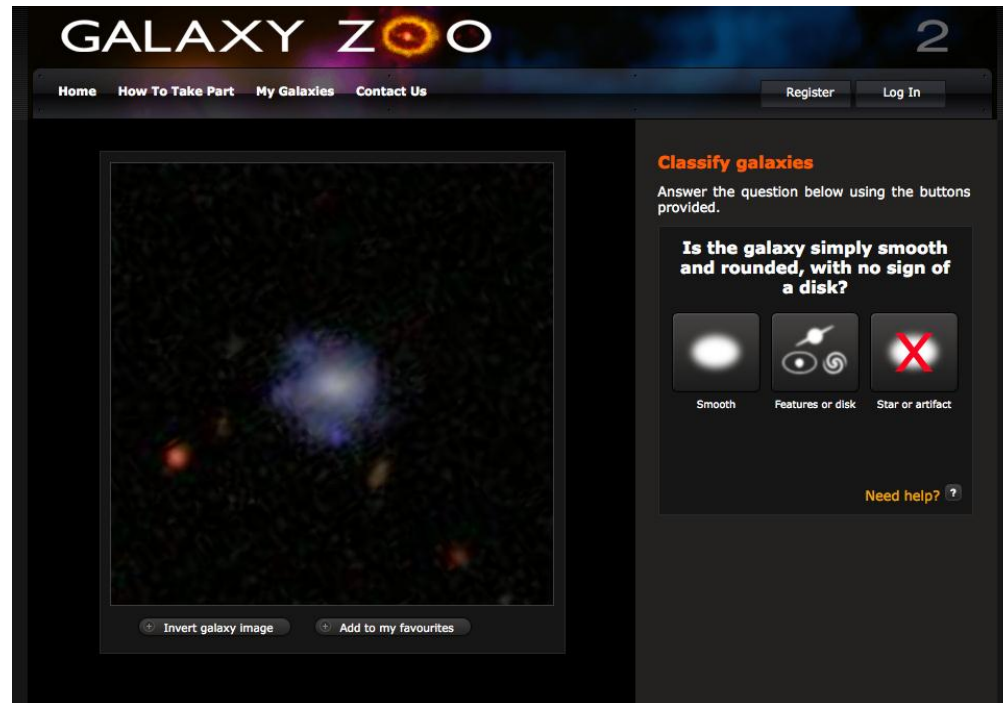 GALAXY ZOO 2
Home How To Take Part My Galaxies Contact Us Register Log In
Classify galaxies
Answer the question below using the buttons
provided.
Is the galaxy simply smooth
and rounded, with no sign of
a disk?
X
Smooth Features or disk Star or artifact
Need help? ?
+ Invert galaxy image + Add to my favourites